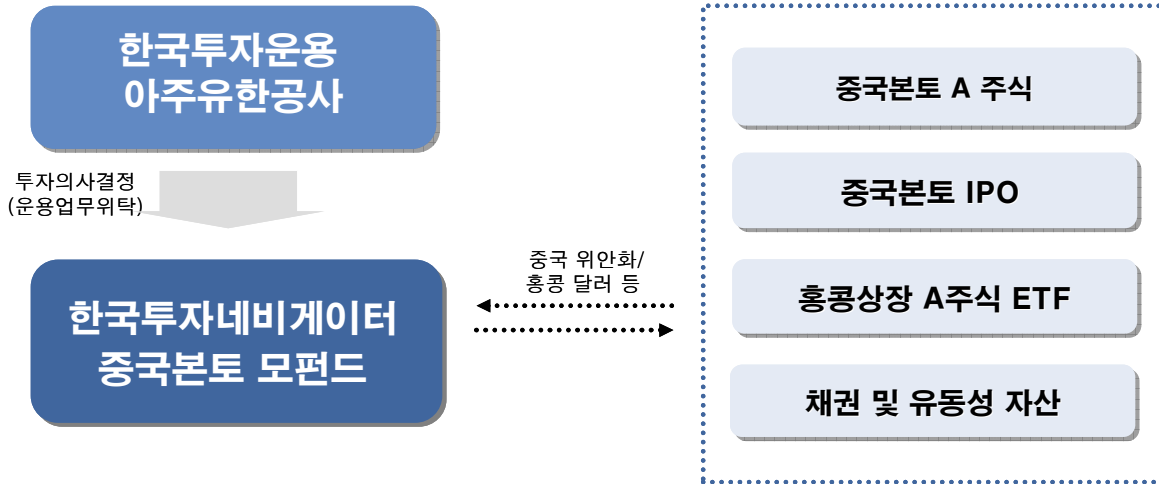 한국투자운용
아주유한공사
투자의사결정
(운용업무위탁)
한국투자네비게이터
중국본토 모펀드
중국 위안화/
홍콩 달러 등
중국본토 A 주식
중국본토 IPO
홍콩상장 A주식 ETF
채권 및 유동성 자산